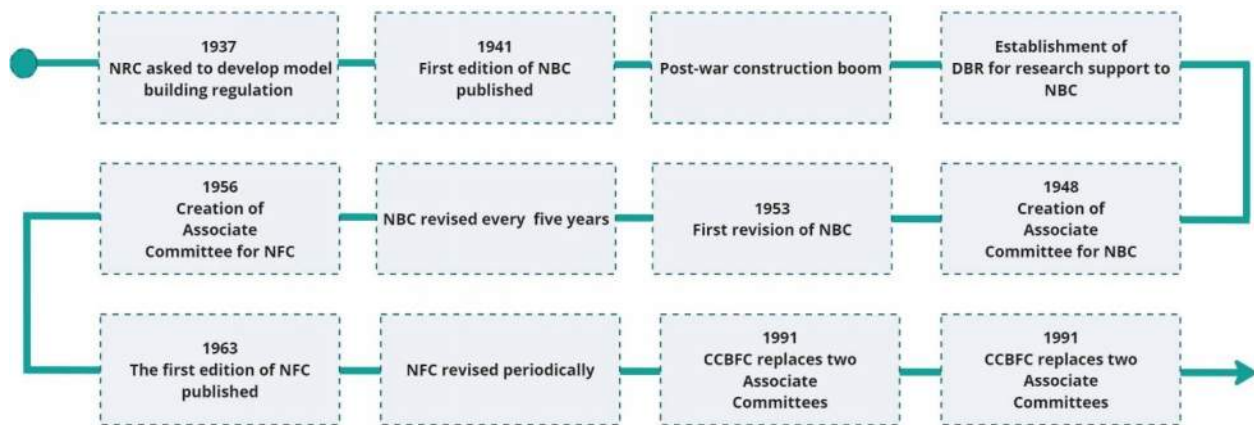 1937
NRC asked to develop model
building regulation
1941
First edition of NBC
published
Post-war construction boom
Establishment of
DBR for research support to
NBC
1948
Creation of
Associate
Committee for NBC
1953
First revision of NBC
NBC revised every five years
1956
Creation of
Associate
Committee for NFC
1963
The first edition of NFC
published
NFC revised periodically
1991
CCBFC replaces two
Associate
Committees
1991
CCBFC replaces two
Associate
Committees